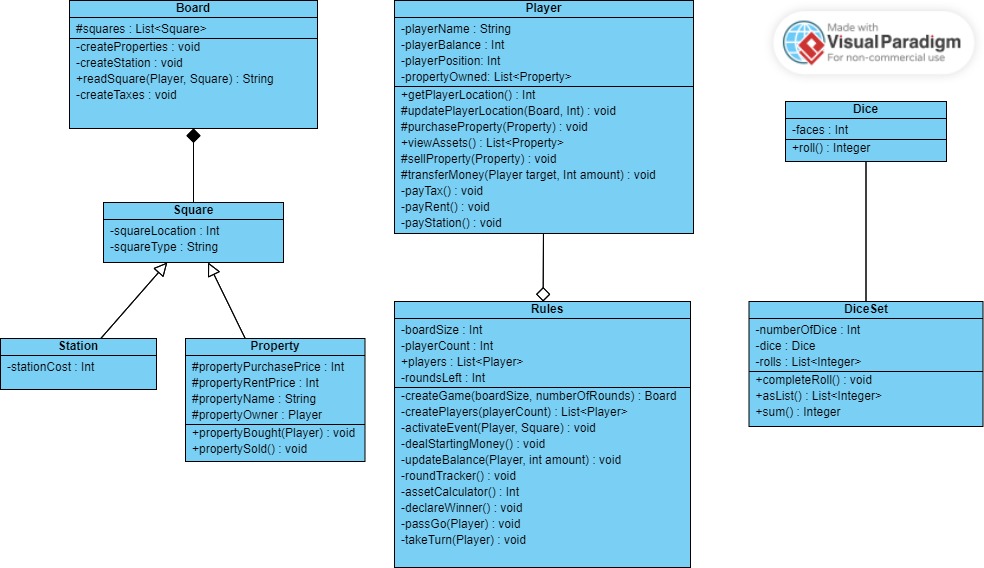 Board
#squares : List<Square>
-createProperties : void
-createStation : void
+readSquare(Player, Square) : String
-createTaxes : void
Player
-playerName : String
-playerBalance : Int
-playerPosition: Int
-propertyOwned: List<Property>
+getPlayerLocation() : Int
#updatePlayerLocation(Board, Int) : void
#purchaseProperty(Property) : void
+viewAssets() : List<Property>
#sellProperty(Property) : void
#transferMoney(Player target, Int amount) : void
-payTax() : void
-payRent() : void
-payStation() : void
Made with
VisualParadigm
For non-commercial use
Dice
-faces : Int
+roll() : Integer
Square
-squareLocation : Int
-squareType : String
Station
-stationCost : Int
Property
#propertyPurchasePrice : Int
#propertyRentPrice : Int
#propertyName : String
#propertyOwner : Player
+propertyBought(Player) : void
+propertySold() : void
Rules
-boardSize : Int
-playerCount : Int
+players : List<Player>
-roundsLeft : Int
-createGame(boardSize, numberOfRounds) : Board
-createPlayers(playerCount) : List<Player>
-activateEvent(Player, Square) : void
-dealStartingMoney() : void
-updateBalance(Player, int amount) : void
-roundTracker() : void
-assetCalculator() : Int
-declareWinner() : void
-passGo(Player) : void
-takeTurn(Player) : void
DiceSet
-numberOfDice : Int
-dice : Dice
-rolls : List<Integer>
+completeRoll() : void
+asList() : List<Integer>
+sum() : Integer